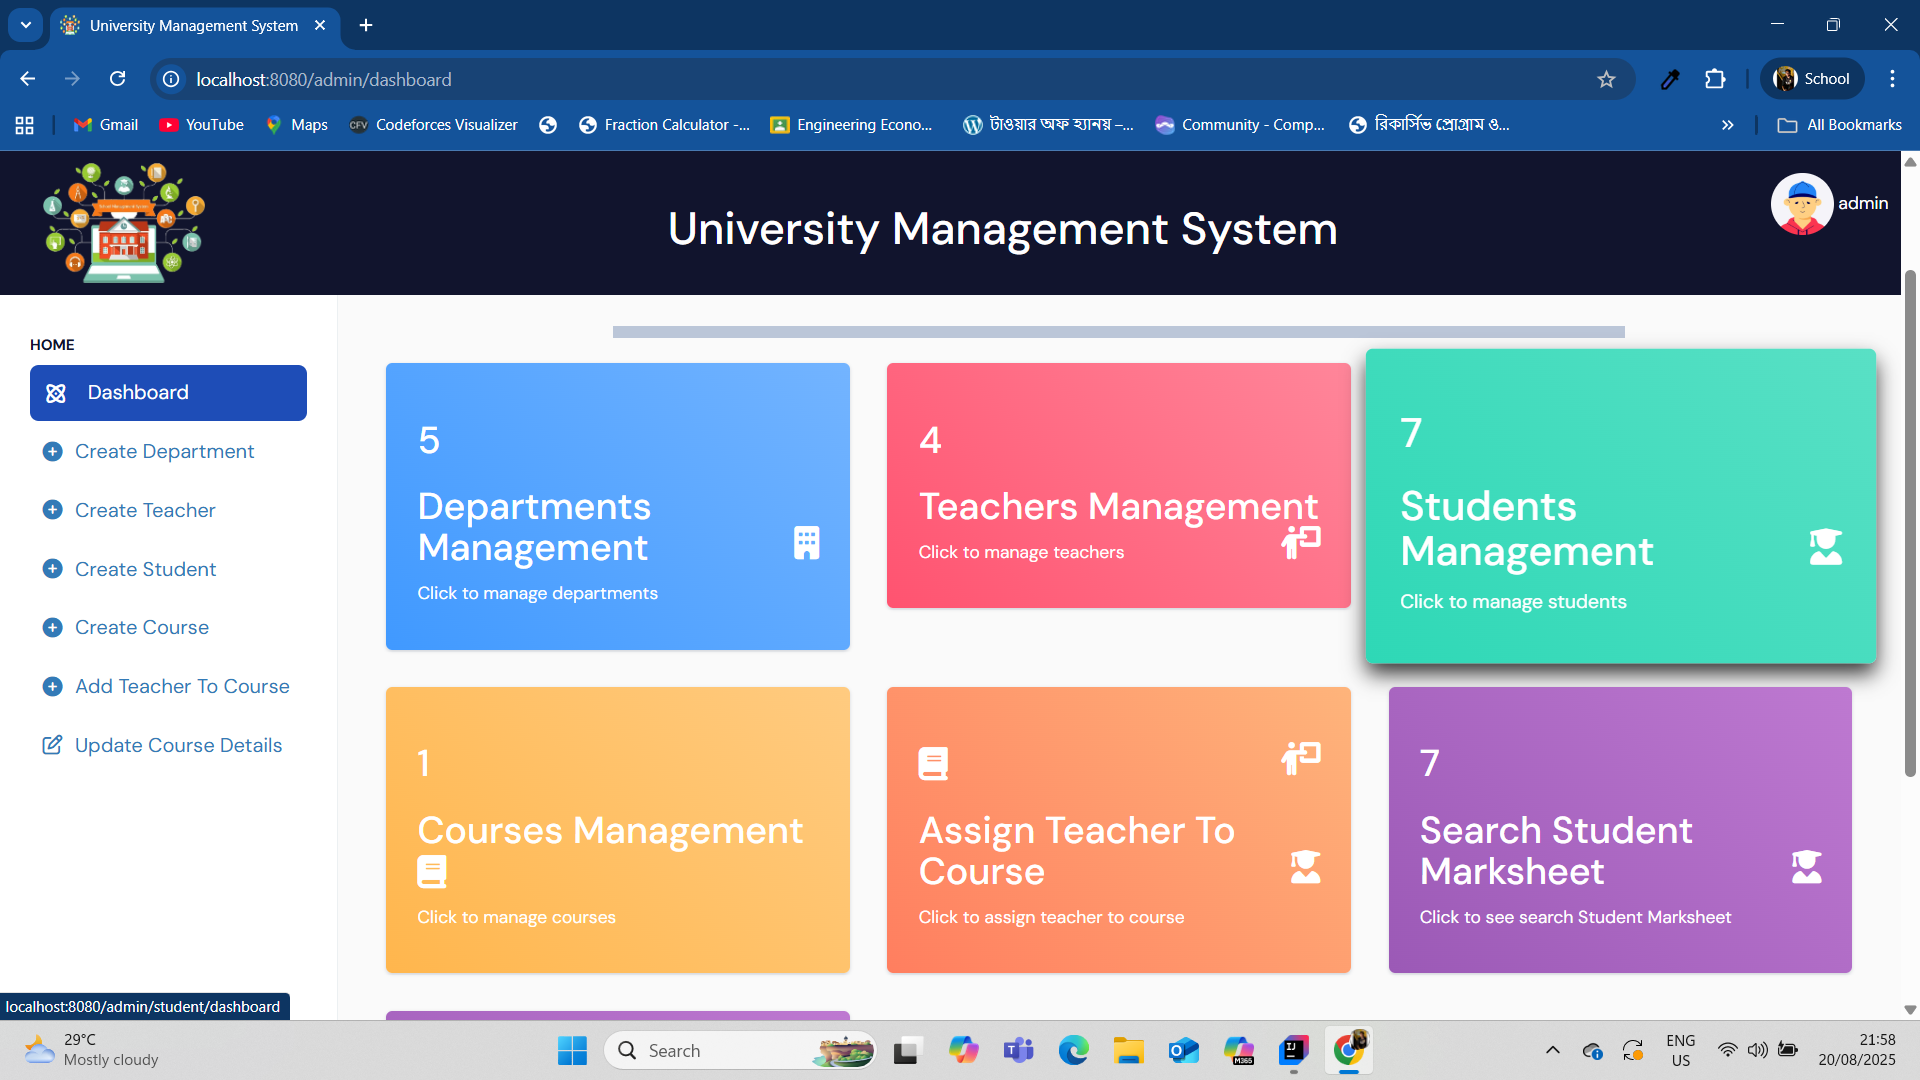 University Management System
localhost:8080/admin/dashboard
School
Gmail
YouTube
Maps
CFV
Codeforces Visualizer
Fraction Calculator -...
Engineering Econo...
টাওয়ার অফ হ্যানয় –...
Community - Comp...
রিকার্সিভ প্রোগ্রাম ও...
All Bookmarks
University Management System
admin
HOME
Dashboard
Create Department
Create Teacher
Create Student
Create Course
Add Teacher To Course
Update Course Details
5
Departments
Management
Click to manage departments
4
Teachers Management
Click to manage teachers
7
Students
Management
Click to manage students
1
Courses Management
Click to manage courses
Assign Teacher To
Course
Click to assign teacher to course
7
Search Student
Marksheet
Click to see search Student Marksheet
localhost:8080/admin/student/dashboard
29°C
Mostly cloudy
Search
M365
ENG
US
21:58
20/08/2025